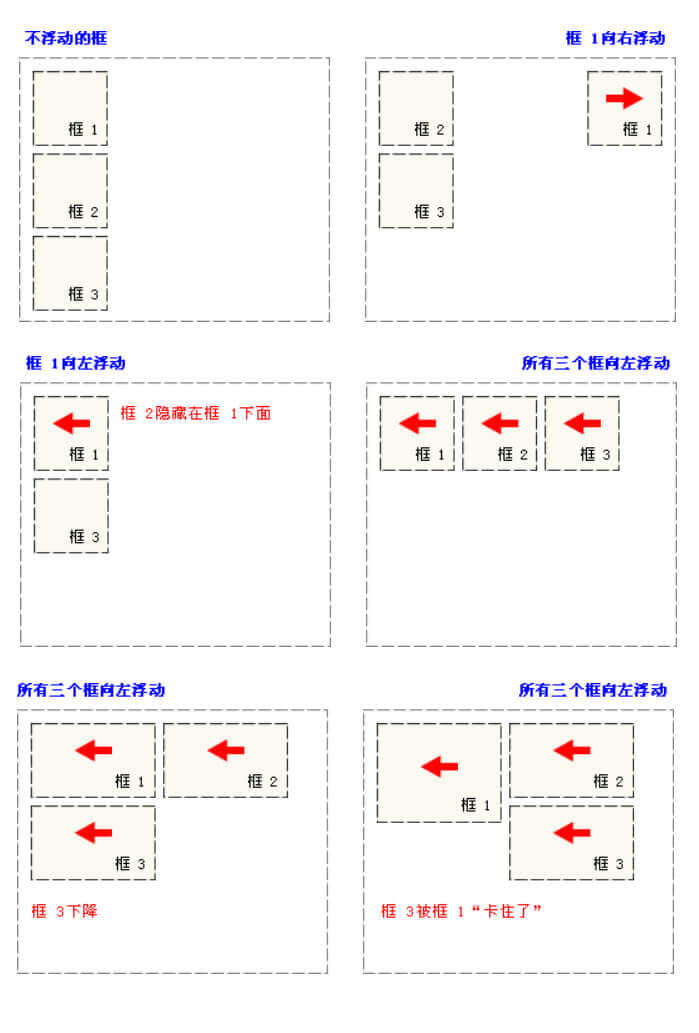 不浮动的框
框 1向右浮动
框 1
框 2
框 3
框 2
框 1
框 3
框 1向左浮动
所有三个框向左浮动
框 1
框 2隐藏在框 1下面
框 3
框 1
框 2
框 3
所有三个框向左浮动
所有三个框向左浮动
框 1
框 2
框 3
框 3下降
框 1
框 2
框 3
框 3被框 1“卡住了”